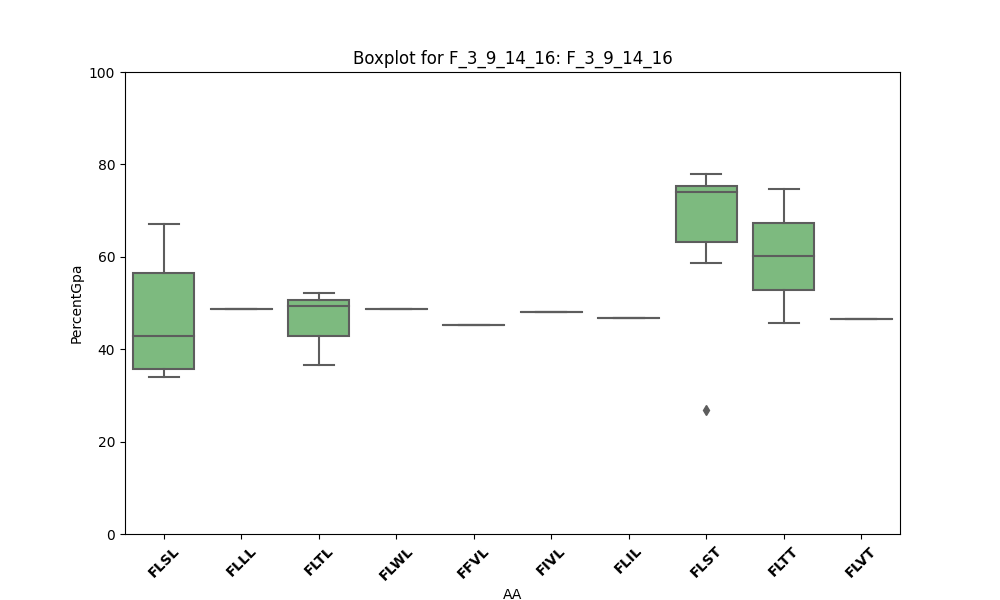 Boxplot for F_3_9_14_16: F_3_9_14_16
100
80
60
40
20
0
PercentGpa
FLSL
FLLL
FLTL
FLWL
FFVL
FIVL
FLIL
FLST
FLTT
FLVT
AA